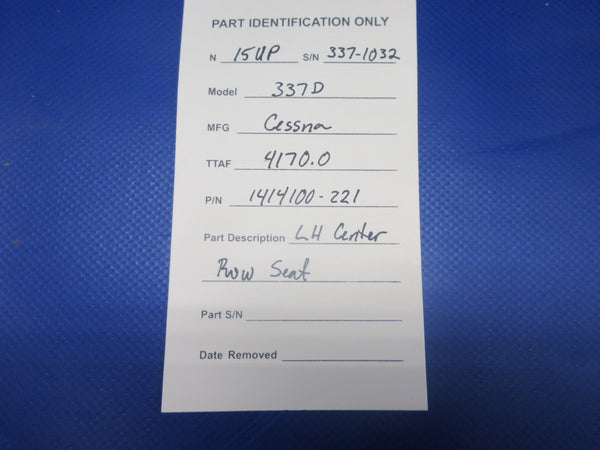 PART IDENTIFICATION ONLY
N 15UP S/N 337-1032
Model 337D
MFG Cessna
TTAF 4170.0
P/N 1414100-221
Part Description LH Center
Row Seat
Part S/N
Date Removed